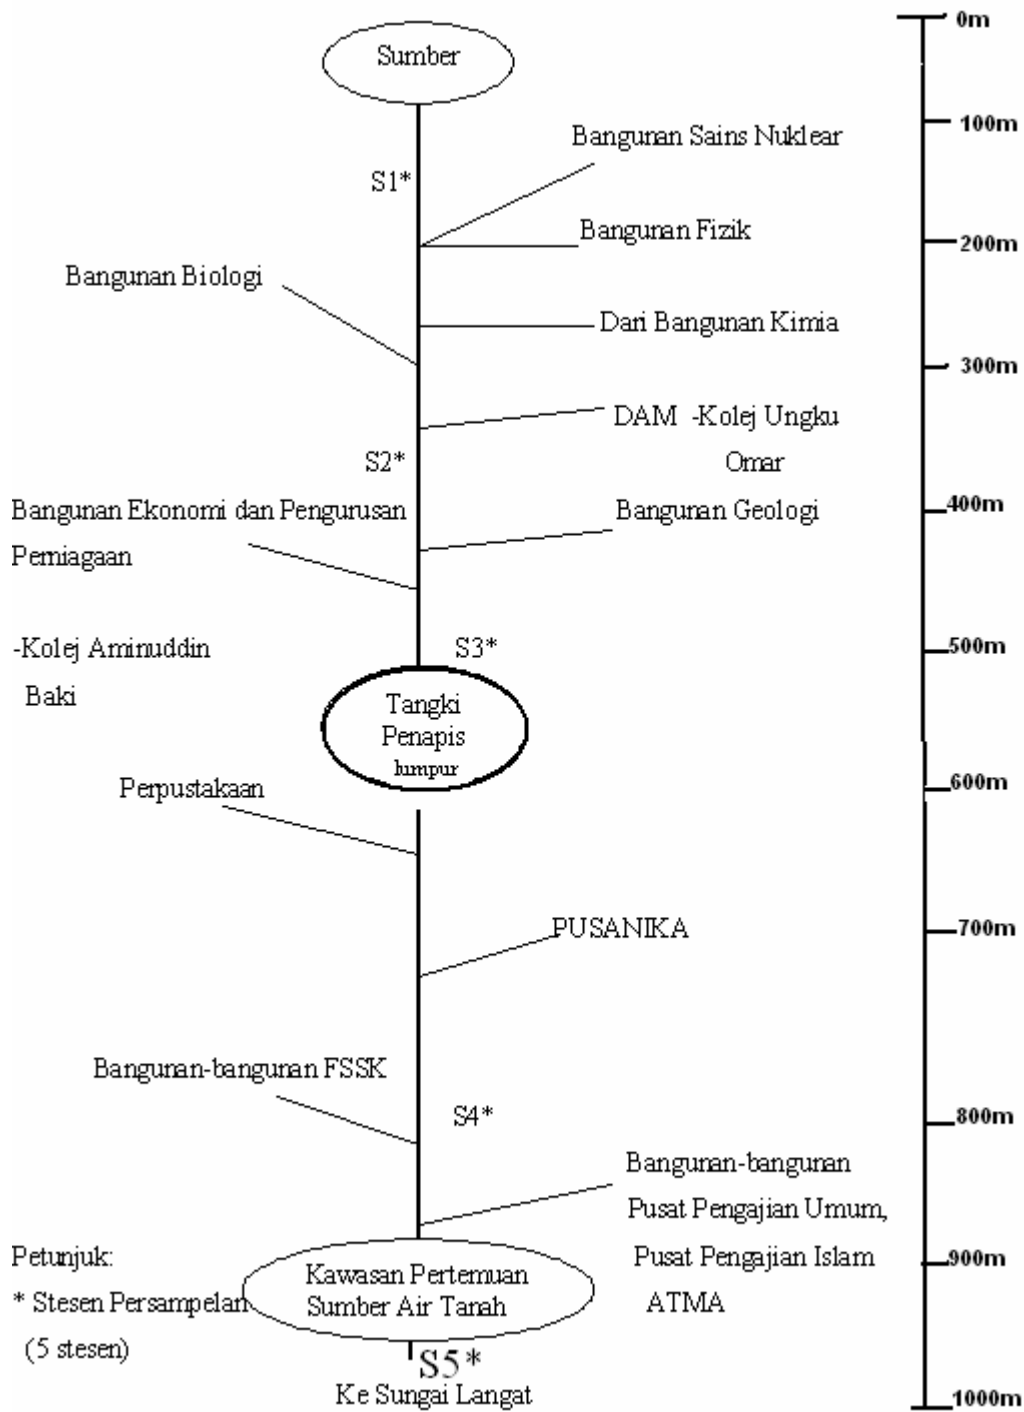 0m
Sumber
100m
Bangunan Sains Nuklear
S1*
200m
Bangunan Fizik
Bangunan Biologi
Dari Bangunan Kimia
300m
DAM -Kolej Ungku
Omar
S2*
400m
Bangunan Ekonomi dan Pengurusan
Perniagaan
Bangunan Geologi
-Kolej Aminuddin
Baki
S3*
500m
Tangki
Penapis
lumpur
600m
Perpustakaan
PUSANIKA
700m
Bangunan-bangunan FSSK
S4*
800m
Bangunan-bangunan
Pusat Pengajian Umum,
Pusat Pengajian Islam
ATMA
900m
Petunjuk:
* Stesen Persampelan
(5 stesen)
Kawasan Pertemuan
Sumber Air Tanah
S5*
Ke Sungai Langat
1000m